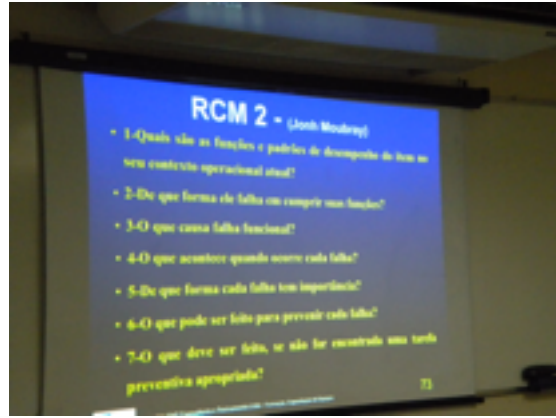 RCM 2 - (Jonh Moubray)
• 1-Quais são as funções e padrões de desempenho do item no
seu contexto operacional atual?
• 2-De que forma ele falha em cumprir suas funções?
• 3-O que causa falha funcional?
• 4-O que acontece quando ocorre cada falha?
• 5-De que forma cada falha tem importância?
• 6-O que pode ser feito para prevenir cada falha?
• 7-O que deve ser feito, se não for encontrada uma tarefa
preventiva apropriada?
73